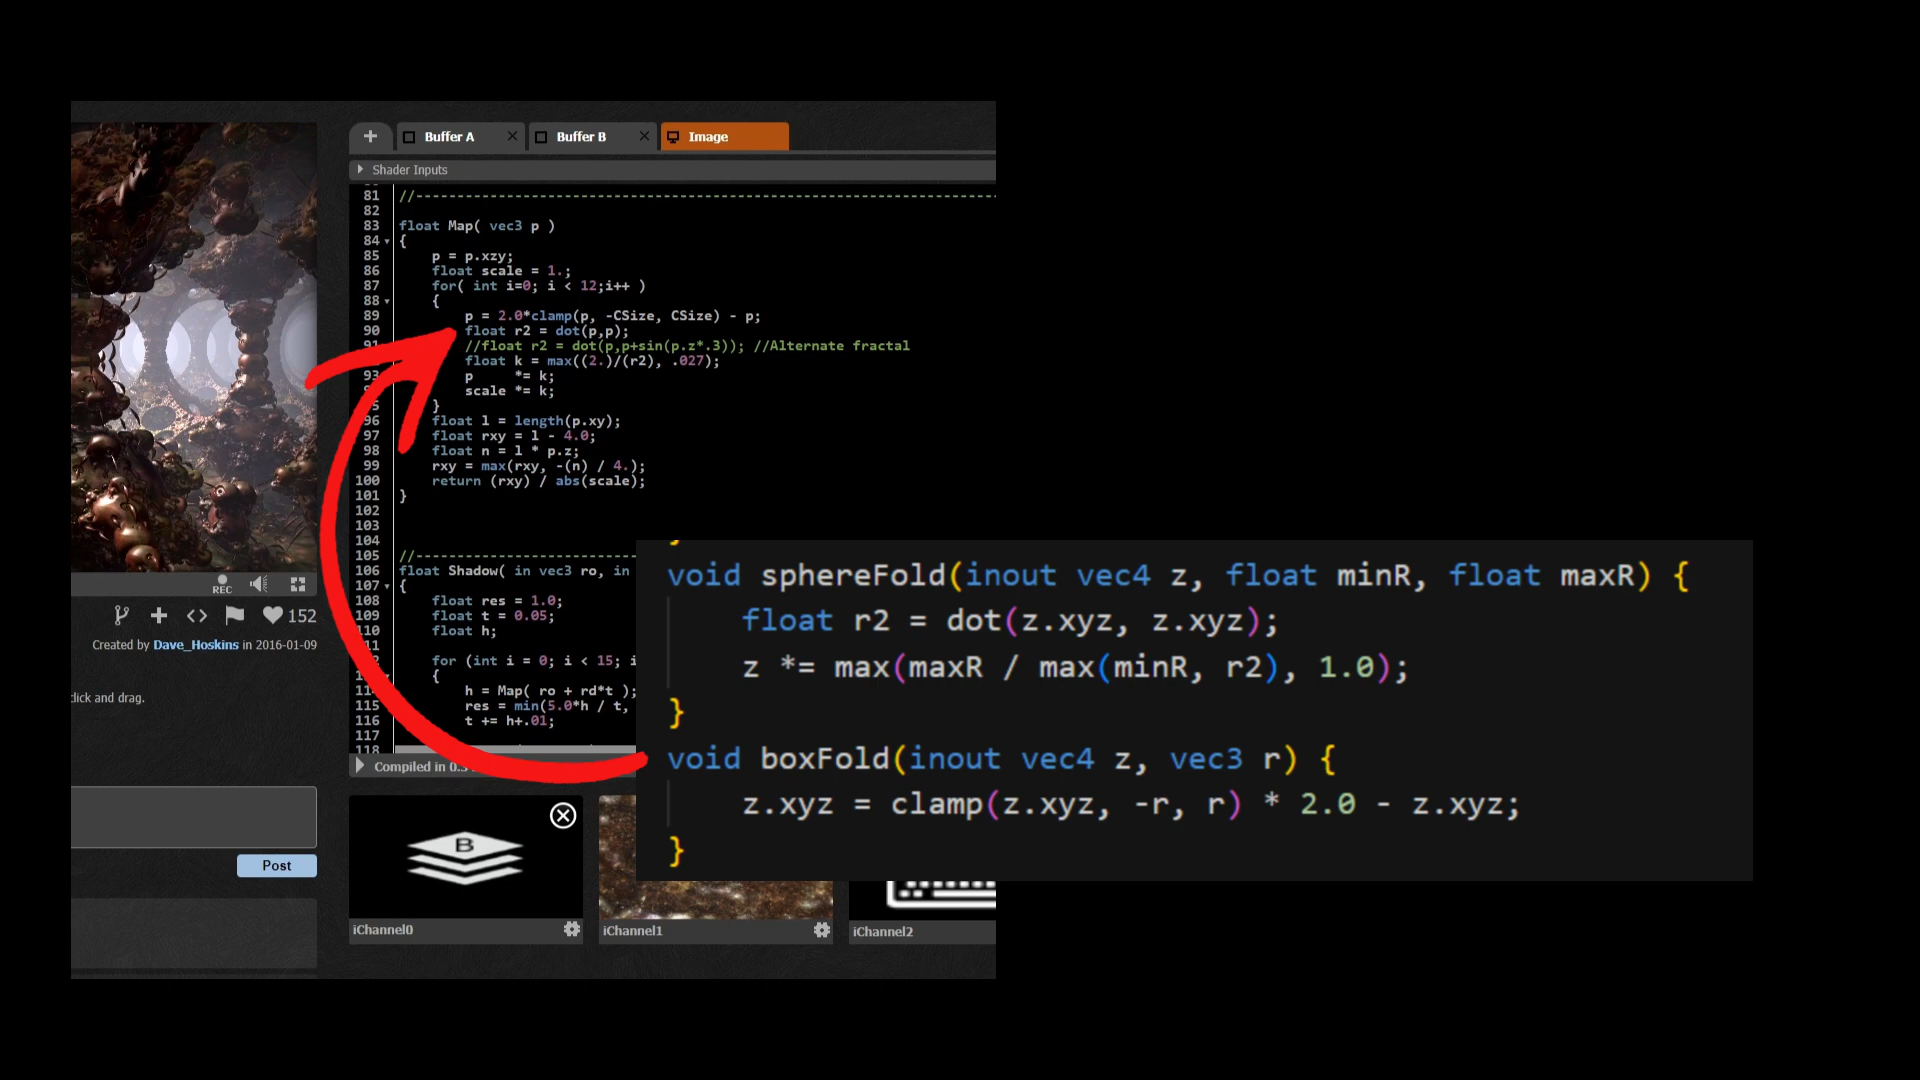 Buffer A
Buffer B
Image
Shader Inputs
81 //----------------------------------------------------------------------
82
83 float Map( vec3 p )
84 {
85 p = p.xzy;
86 float scale = 1.;
87 for( int i=0; i < 12;i++ )
88 {
89 p = 2.0*clamp(p, -CSize, CSize) - p;
90 float r2 = dot(p,p);
//float r2 = dot(p,p+sin(p.z*.3)); //Alternate fractal
float k = max((2.)/(r2), .027);
93 p *= k;
scale *= k;
}
96 float l = length(p.xy);
97 float rxy = l - 4.0;
98 float n = l * p.z;
99 rxy = max(rxy, -(n) / 4.);
100 return (rxy) / abs(scale);
101 }
102
103
104
105 //---------------------------
106 float Shadow( in vec3 ro, in
107 {
108 float res = 1.0;
109 float t = 0.05;
110 float h;
for (int i = 0; i < 15; i
{
h = Map( ro + rd*t );
115 res = min(5.0*h / t,
116 t += h+.01;
117
118
Compiled in 0.
REC
152
Created by Dave_Hoskins in 2016-01-09
click and drag.
Post
B
iChannel0
iChannel1
iChannel2
void sphereFold(inout vec4 z, float minR, float maxR) {
float r2 = dot(z.xyz, z.xyz);
z *= max(maxR / max(minR, r2), 1.0);
}
void boxFold(inout vec4 z, vec3 r) {
z.xyz = clamp(z.xyz, -r, r) * 2.0 - z.xyz;
}